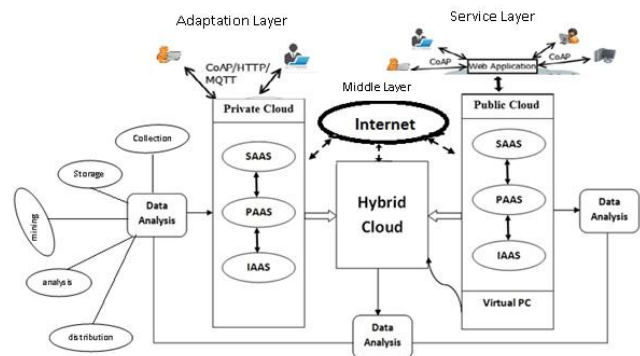 Adaptation Layer
Service Layer
CoAP/HTTP/
MQTT
CoAP
CoAP
Web Application
Middle Layer
Private Cloud
Internet
Public Cloud
Collection
Storage
mining
analysis
distribution
Data
Analysis
SAAS
PAAS
IAAS
Hybrid
Cloud
SAAS
PAAS
IAAS
Virtual PC
Data
Analysis
Data
Analysis